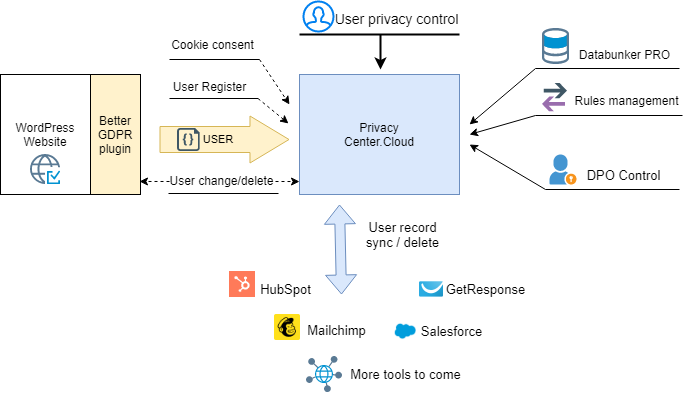 User privacy control
Cookie consent
Databunker PRO
User Register
Rules management
WordPress
Website
Better
GDPR
plugin
{} USER
Privacy
Center.Cloud
User change/delete
DPO Control
User record
sync / delete
HubSpot
GetResponse
Mailchimp
Salesforce
More tools to come